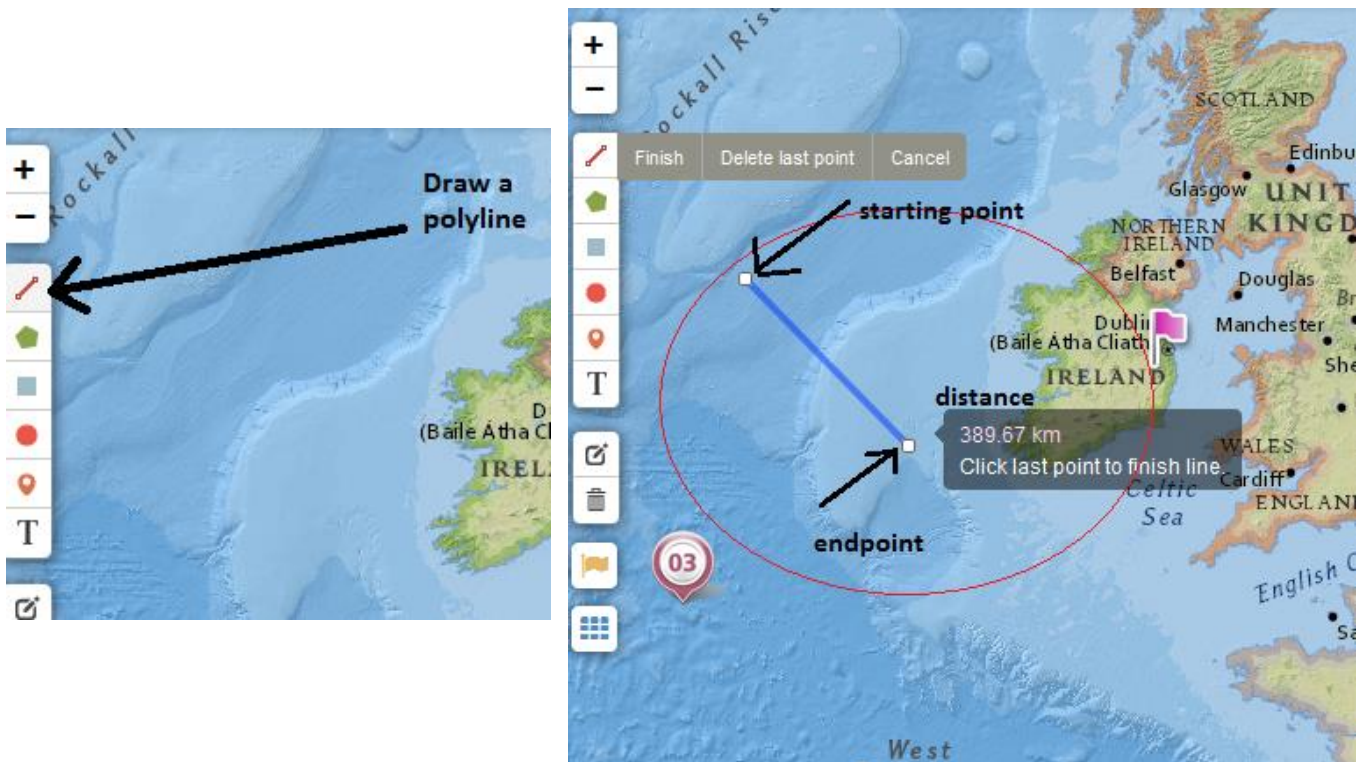 +
−
Rockall
Draw a
polyline
T
(Baile Átha Cl
IREL
+
−
Rockall Rise
SCOTLAND
Finish
Delete last point
Cancel
Edinbu
Glasgow
UNIT
KINGD
starting point
NORTHERN
IRELAND
Belfast
Douglas
Dublin
(Baile Átha Cliath
Manchester
She
IRELAND
T
distance
389.67 km
Click last point to finish line.
WALES
Cardiff
ENGLAN
Celtic
Sea
endpoint
03
English C
Sa
West